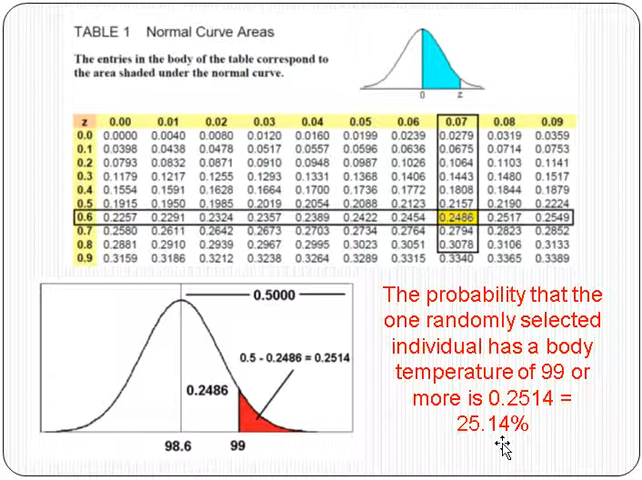 TABLE 1 Normal Curve Areas
The entries in the body of the table correspond to
the area shaded under the normal curve.
0 z
z 0.00 0.01 0.02 0.03 0.04 0.05 0.06 0.07 0.08 0.09
0.0 0.0000 0.0040 0.0080 0.0120 0.0160 0.0199 0.0239 0.0279 0.0319 0.0359
0.1 0.0398 0.0438 0.0478 0.0517 0.0557 0.0596 0.0636 0.0675 0.0714 0.0753
0.2 0.0793 0.0832 0.0871 0.0910 0.0948 0.0987 0.1026 0.1064 0.1103 0.1141
0.3 0.1179 0.1217 0.1255 0.1293 0.1331 0.1368 0.1406 0.1443 0.1480 0.1517
0.4 0.1554 0.1591 0.1628 0.1664 0.1700 0.1736 0.1772 0.1808 0.1844 0.1879
0.5 0.1915 0.1950 0.1985 0.2019 0.2054 0.2088 0.2123 0.2157 0.2190 0.2224
0.6 0.2257 0.2291 0.2324 0.2357 0.2389 0.2422 0.2454 0.2486 0.2517 0.2549
0.7 0.2580 0.2611 0.2642 0.2673 0.2703 0.2734 0.2764 0.2794 0.2823 0.2852
0.8 0.2881 0.2910 0.2939 0.2967 0.2995 0.3023 0.3051 0.3078 0.3106 0.3133
0.9 0.3159 0.3186 0.3212 0.3238 0.3264 0.3289 0.3315 0.3340 0.3365 0.3389
0.5000
0.5 - 0.2486 = 0.2514
0.2486
98.6 99
The probability that the
one randomly selected
individual has a body
temperature of 99 or
more is 0.2514 =
25.14%